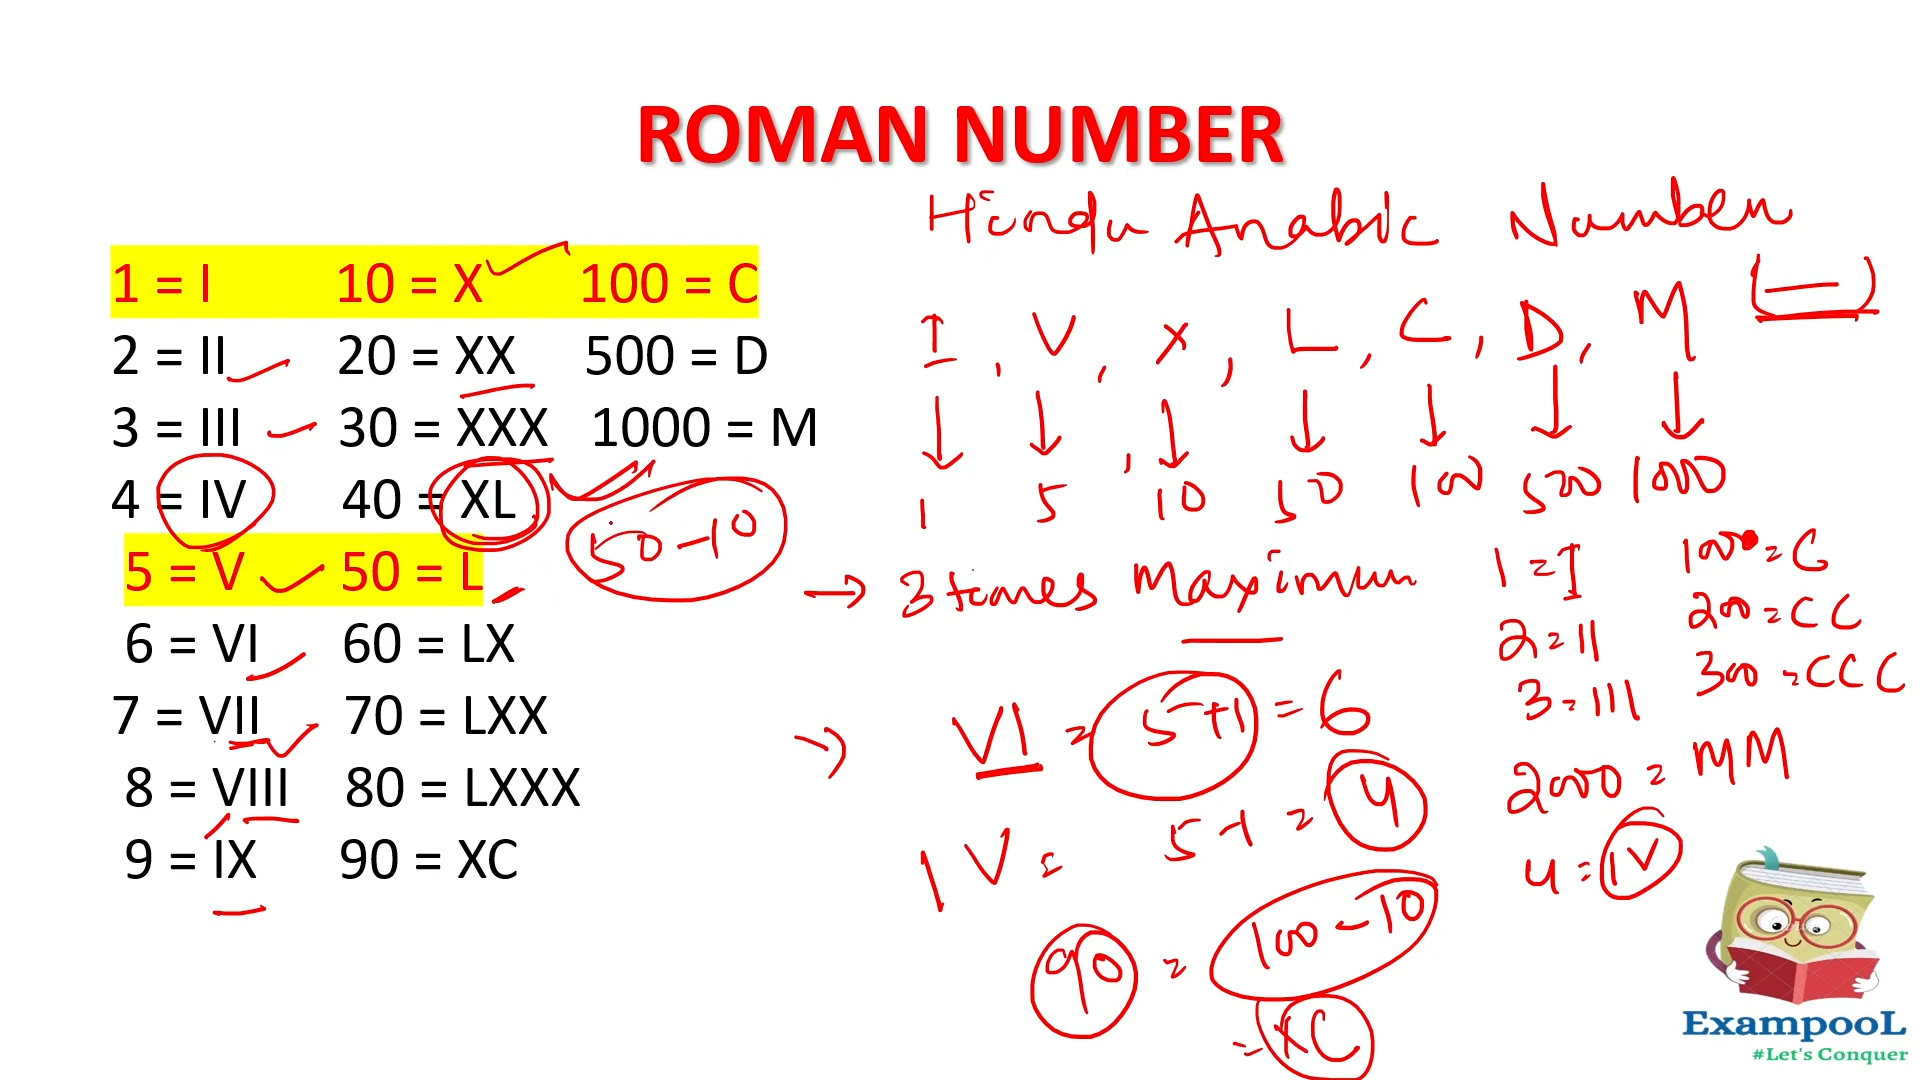 ROMAN NUMBER
1 = I 10 = X 100 = C
2 = II 20 = XX 500 = D
3 = III 30 = XXX 1000 = M
4 = IV 40 = XL
5 = V 50 = L
6 = VI 60 = LX
7 = VII 70 = LXX
8 = VIII 80 = LXXX
9 = IX 90 = XC
50-10
Hindu Arabic Number
I, V, X, L, C, D, M (—)
1 5, 10 50 100 500 1000
→ 3 times Maximum
→ VI = 5+1 = 6
IV = 5-1 = 4
90 = 100-10
= XC
1 = I
2 = II
3 = III
100 = C
200 = CC
300 = CCC
2000 = MM
4 = IV
ExampooL
#Let's Conquer